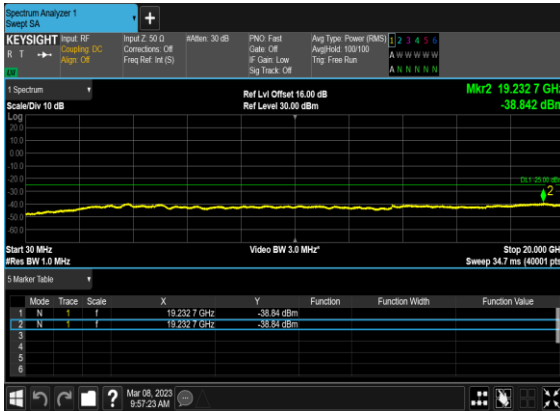 Spectrum Analyzer 1
Swept SA
+
KEYSIGHT
R T
Input: RF
Coupling: DC
Align: Off
Input Z: 50 Ω
Corrections: Off
Freq Ref: Int (S)
#Atten: 30 dB
PNO: Fast
Gate: Off
IF Gain: Low
Sig Track: Off
Avg Type: Power (RMS)
Avg|Hold: 100/100
Trig: Free Run
1 2 3 4 5 6
A W W W W W
A N N N N N
1 Spectrum
Scale/Div 10 dB
Ref Lvl Offset 16.00 dB
Ref Level 30.00 dBm
Mkr2 19.232 7 GHz
-38.842 dBm
Log
20.0
10.0
0.00
-10.0
-20.0
-30.0
-40.0
-50.0
-60.0
DL1 -25.00 dBm
2
Start 30 MHz
#Res BW 1.0 MHz
Video BW 3.0 MHz*
Stop 20.000 GHz
Sweep 34.7 ms (40001 pts)
5 Marker Table
Mode Trace Scale X Y Function Function Width Function Value
1 N 1 f 19.232 7 GHz -38.84 dBm
2 N 1 f 19.232 7 GHz -38.84 dBm
3
4
5
6
?
Mar 08, 2023
9:57:23 AM